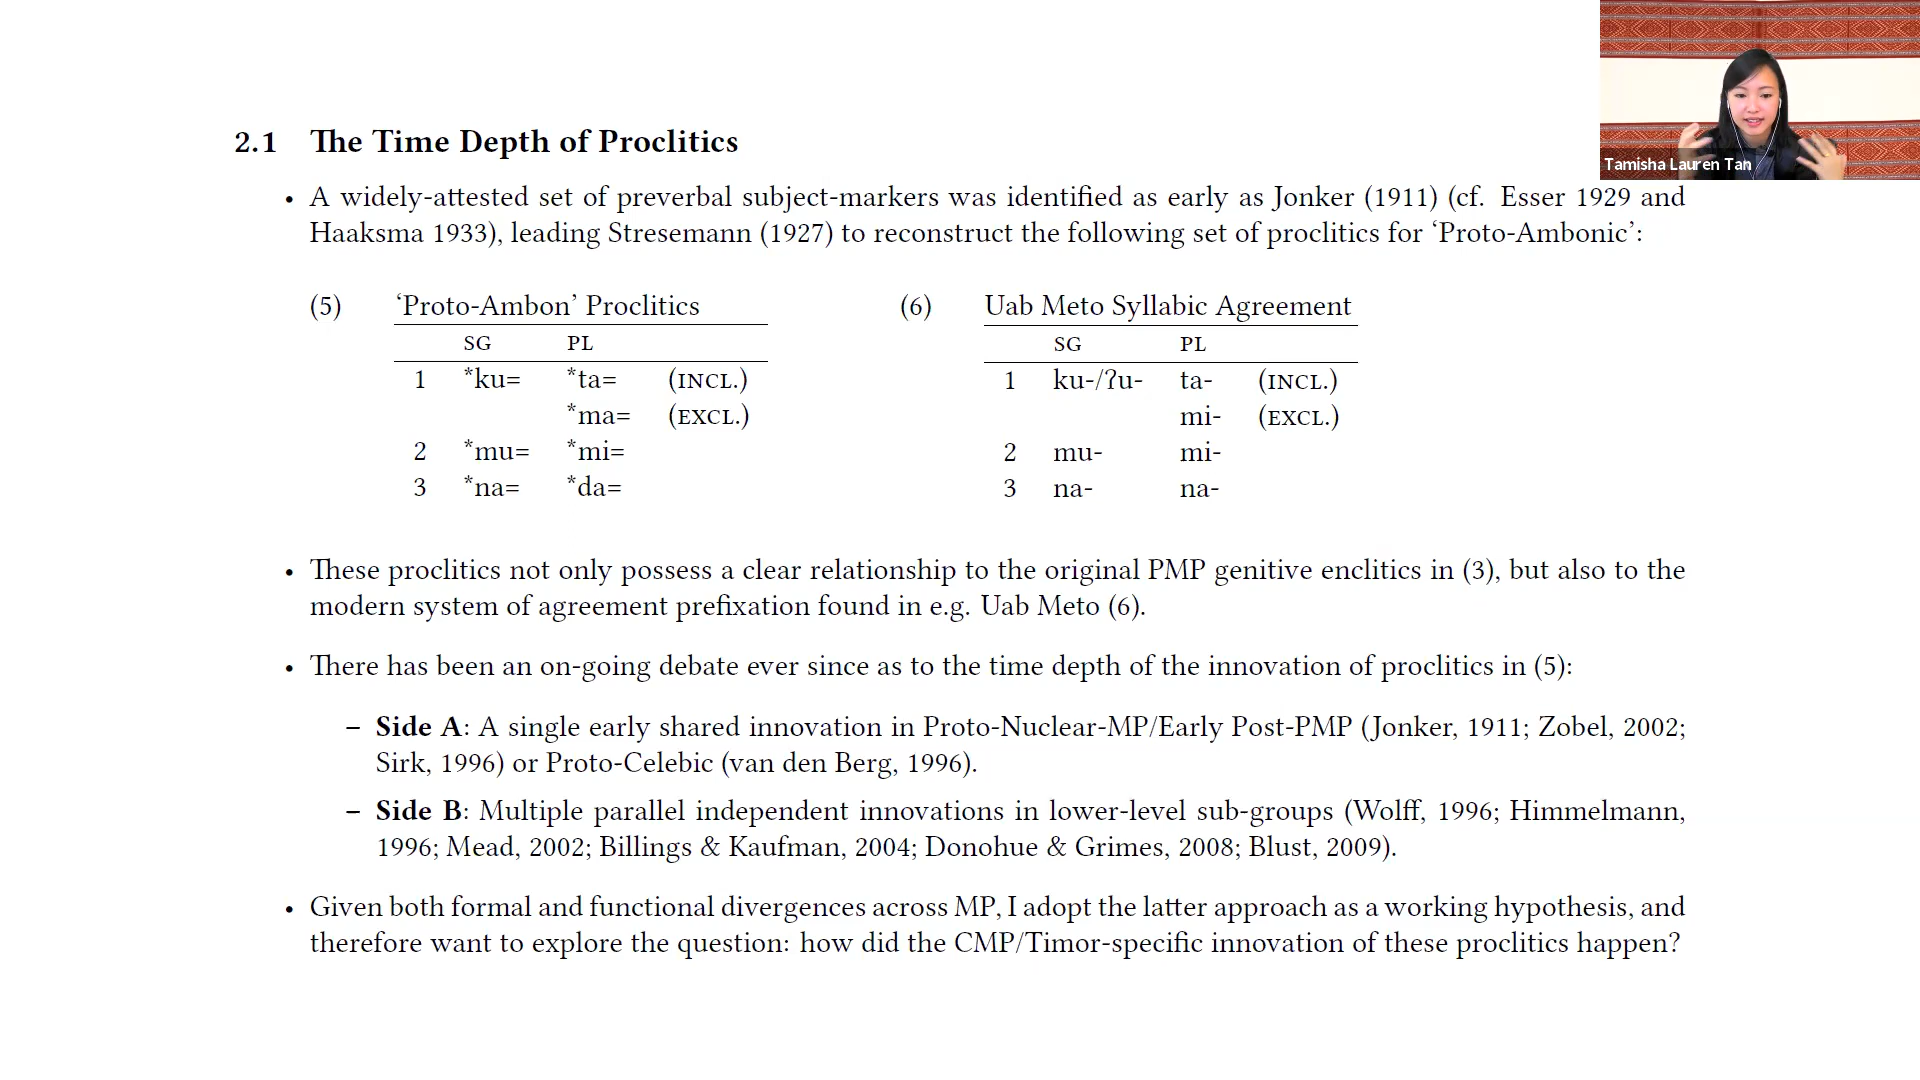 Tamisha Lauren Tan
2.1 The Time Depth of Proclitics
• A widely-attested set of preverbal subject-markers was identified as early as Jonker (1911) (cf. Esser 1929 and
Haaksma 1933), leading Stresemann (1927) to reconstruct the following set of proclitics for ‘Proto-Ambonic’:
(5) ‘Proto-Ambon’ Proclitics
SG PL
1 *ku= *ta= (INCL.)
*ma= (EXCL.)
2 *mu= *mi=
3 *na= *da=
(6) Uab Meto Syllabic Agreement
SG PL
1 ku-/ʔu- ta- (INCL.)
mi- (EXCL.)
2 mu- mi-
3 na- na-
• These proclitics not only possess a clear relationship to the original PMP genitive enclitics in (3), but also to the
modern system of agreement prefixation found in e.g. Uab Meto (6).
• There has been an on-going debate ever since as to the time depth of the innovation of proclitics in (5):
– Side A: A single early shared innovation in Proto-Nuclear-MP/Early Post-PMP (Jonker, 1911; Zobel, 2002;
Sirk, 1996) or Proto-Celebic (van den Berg, 1996).
– Side B: Multiple parallel independent innovations in lower-level sub-groups (Wolff, 1996; Himmelmann,
1996; Mead, 2002; Billings & Kaufman, 2004; Donohue & Grimes, 2008; Blust, 2009).
• Given both formal and functional divergences across MP, I adopt the latter approach as a working hypothesis, and
therefore want to explore the question: how did the CMP/Timor-specific innovation of these proclitics happen?